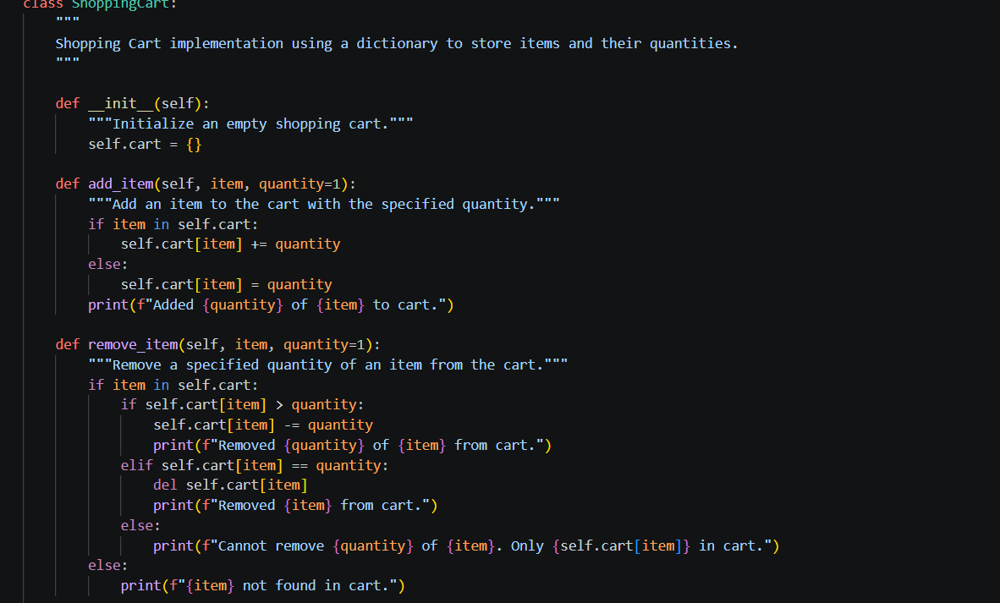 class ShoppingCart:
    """
    Shopping Cart implementation using a dictionary to store items and their quantities.
    """
    def __init__(self):
        """Initialize an empty shopping cart."""
        self.cart = {}
    def add_item(self, item, quantity=1):
        """Add an item to the cart with the specified quantity."""
        if item in self.cart:
            self.cart[item] += quantity
        else:
            self.cart[item] = quantity
        print(f"Added {quantity} of {item} to cart.")
    def remove_item(self, item, quantity=1):
        """Remove a specified quantity of an item from the cart."""
        if item in self.cart:
            if self.cart[item] > quantity:
                self.cart[item] -= quantity
                print(f"Removed {quantity} of {item} from cart.")
            elif self.cart[item] == quantity:
                del self.cart[item]
                print(f"Removed {item} from cart.")
            else:
                print(f"Cannot remove {quantity} of {item}. Only {self.cart[item]} in cart.")
        else:
            print(f"{item} not found in cart.")